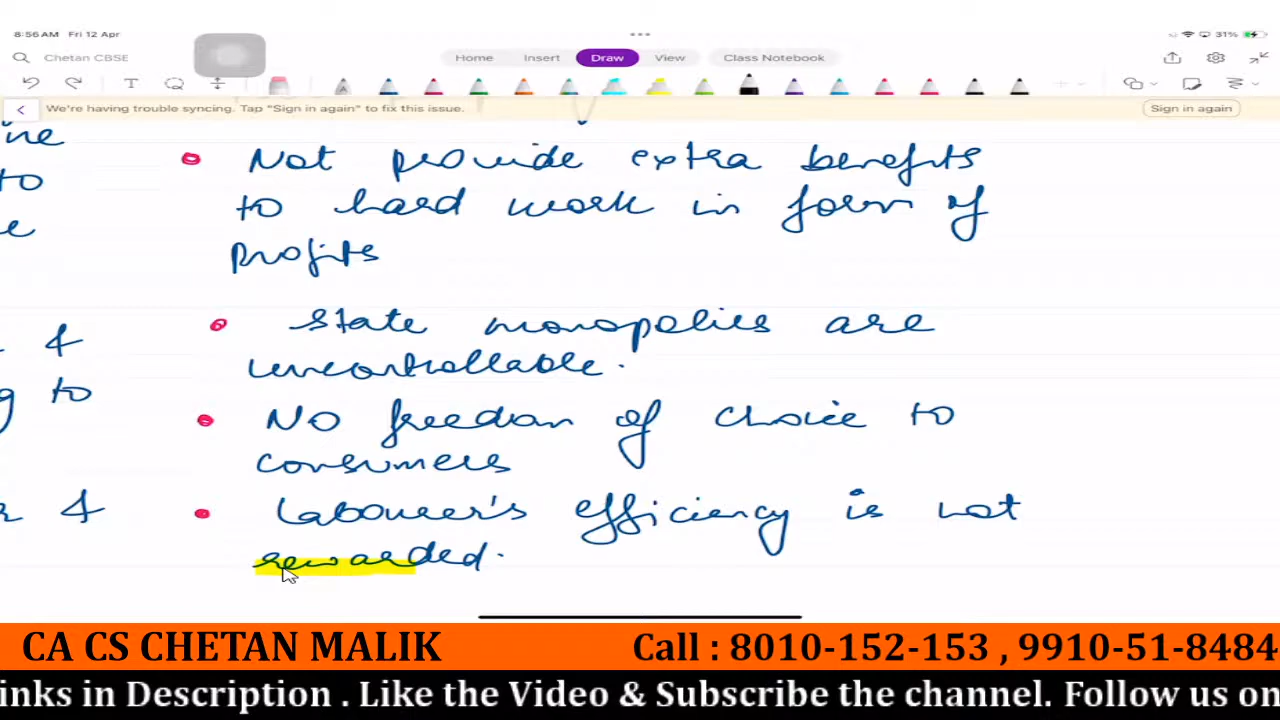 8:56 AM Fri 12 Apr
31%
Chetan CBSE
Home Insert Draw View Class Notebook
We're having trouble syncing. Tap "Sign in again" to fix this issue.
Sign in again
to
Not provide extra benefits
to hard work in form of
Profits
&
State monopolies are
uncontrollable.
to
No freedom of choice to
consumers
&
Labourer's efficiency is not
rewarded.
CA CS CHETAN MALIK Call : 8010-152-153 , 9910-51-8484
inks in Description . Like the Video & Subscribe the channel. Follow us on